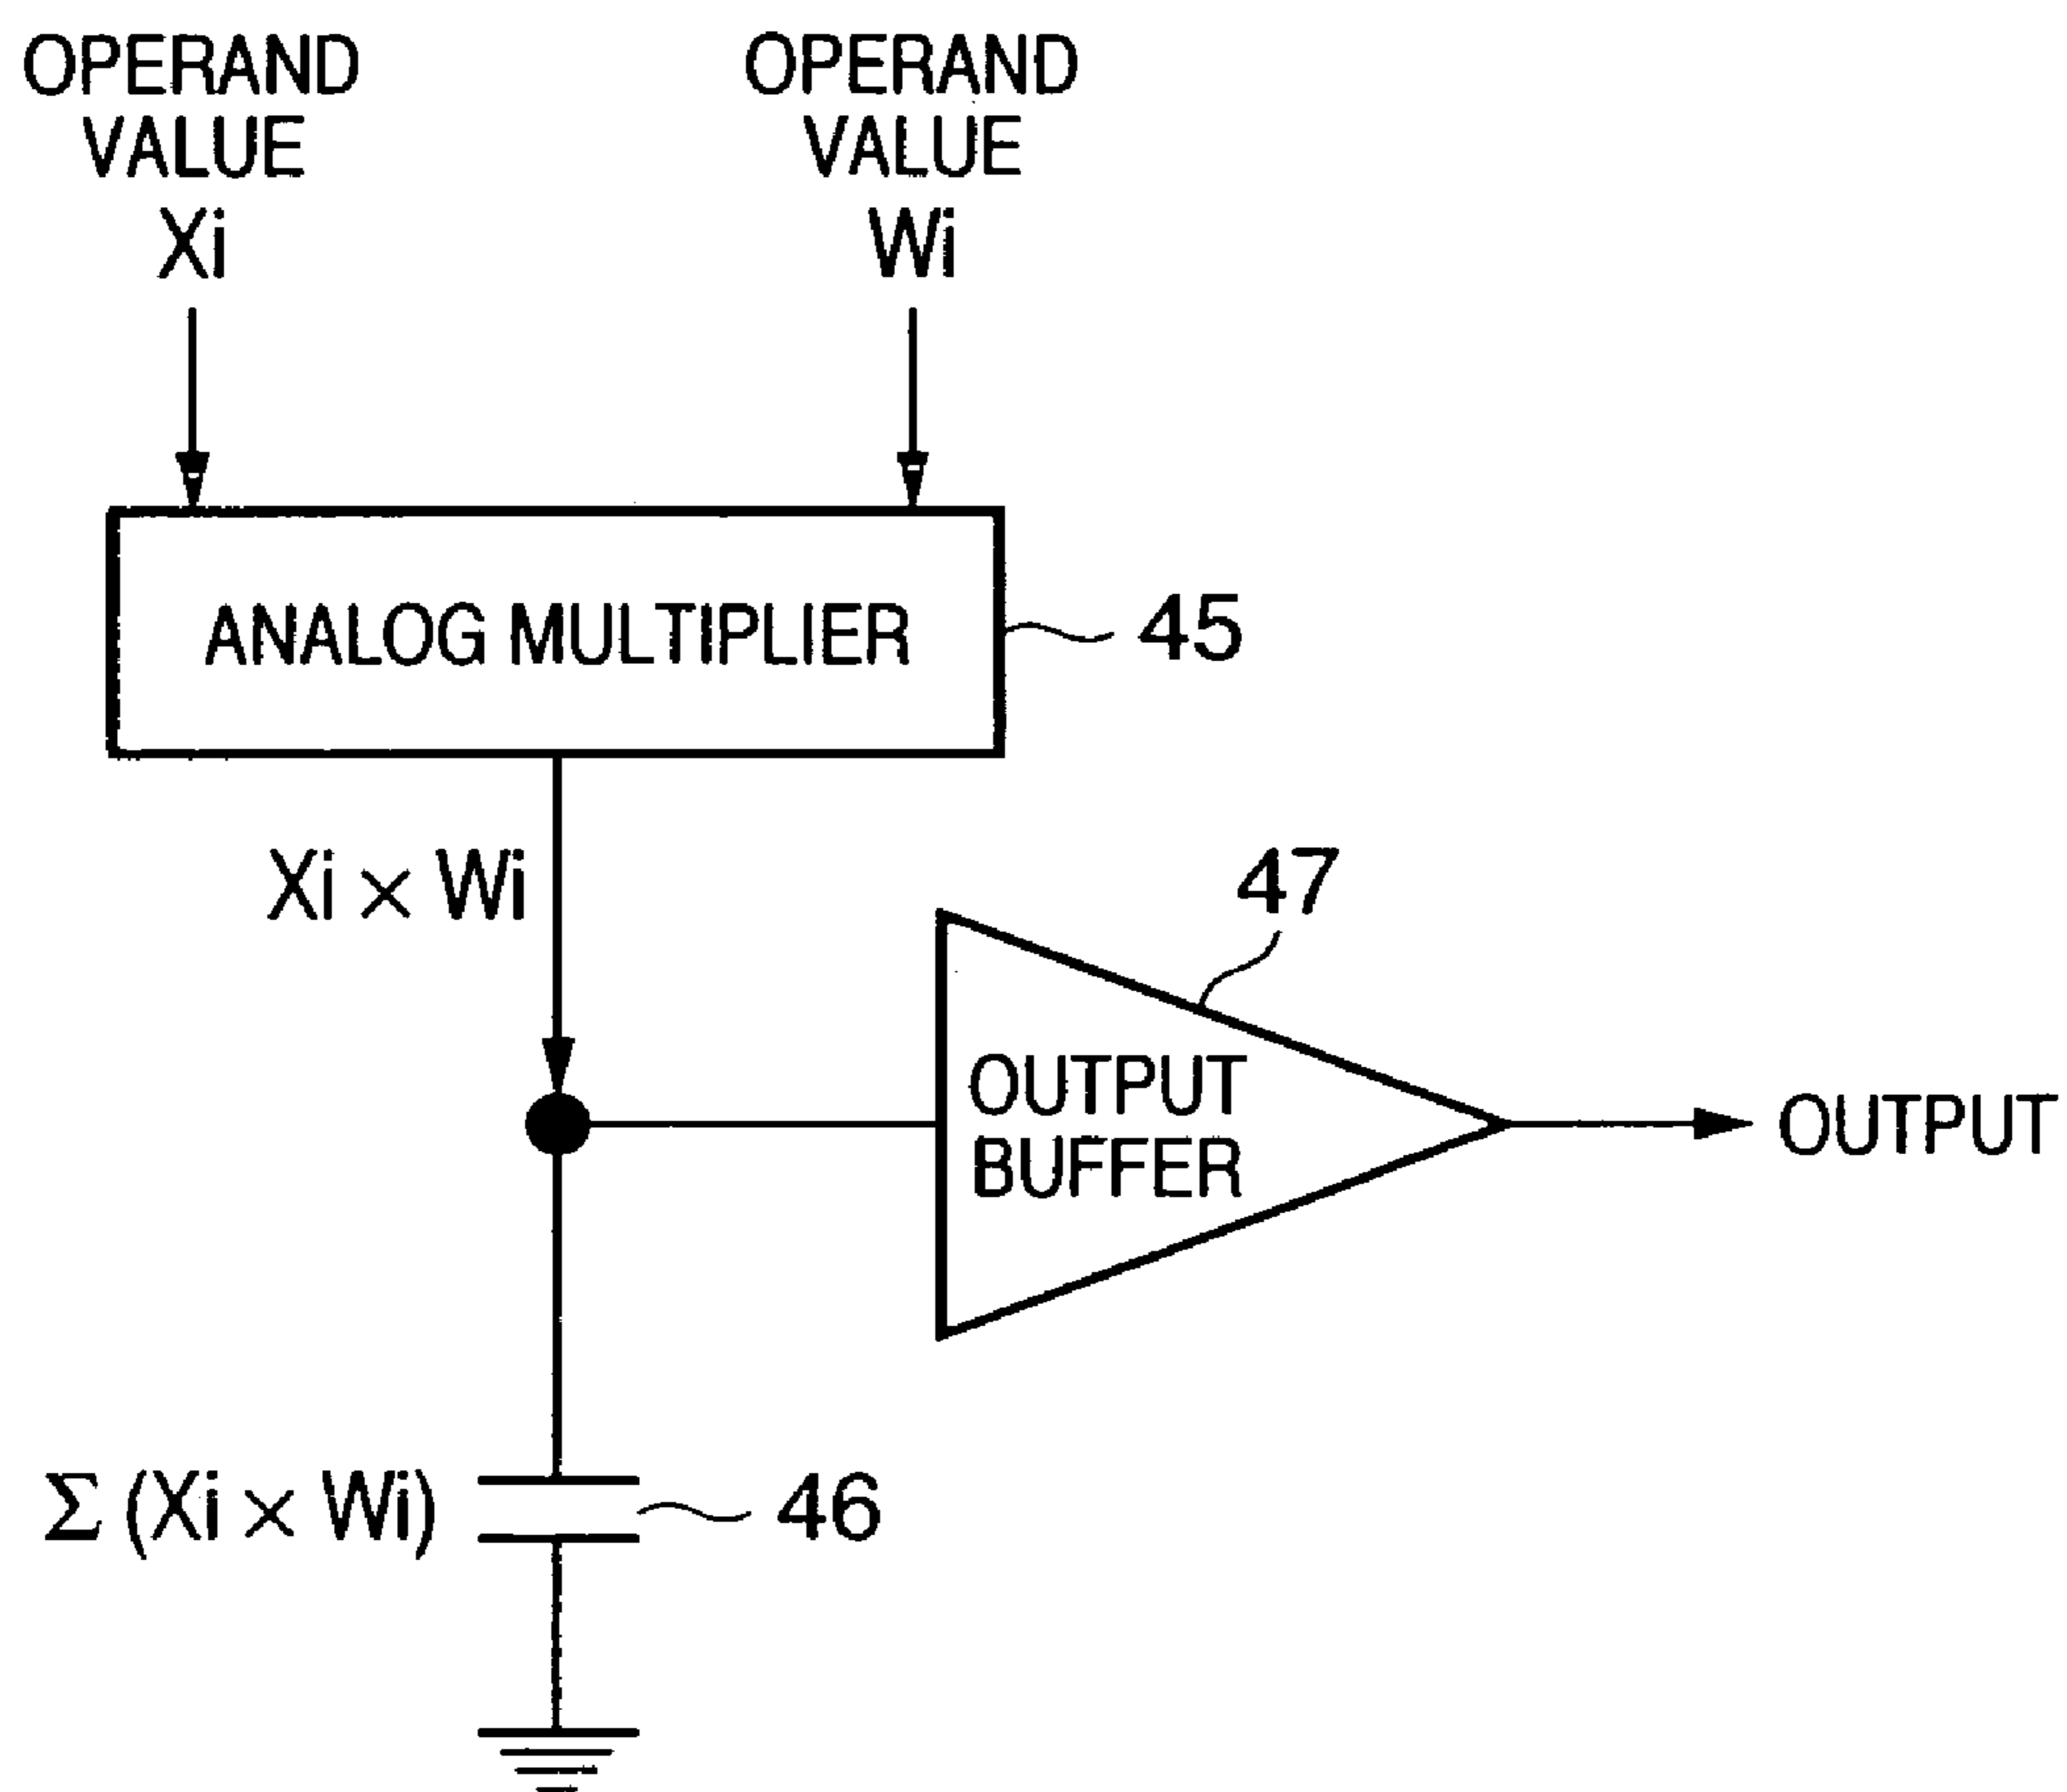 OPERAND
VALUE
Xi
OPERAND
VALUE
Wi
ANALOG MULTIPLIER
45
Xi × Wi
47
OUTPUT
BUFFER
OUTPUT
Σ (Xi × Wi)
46